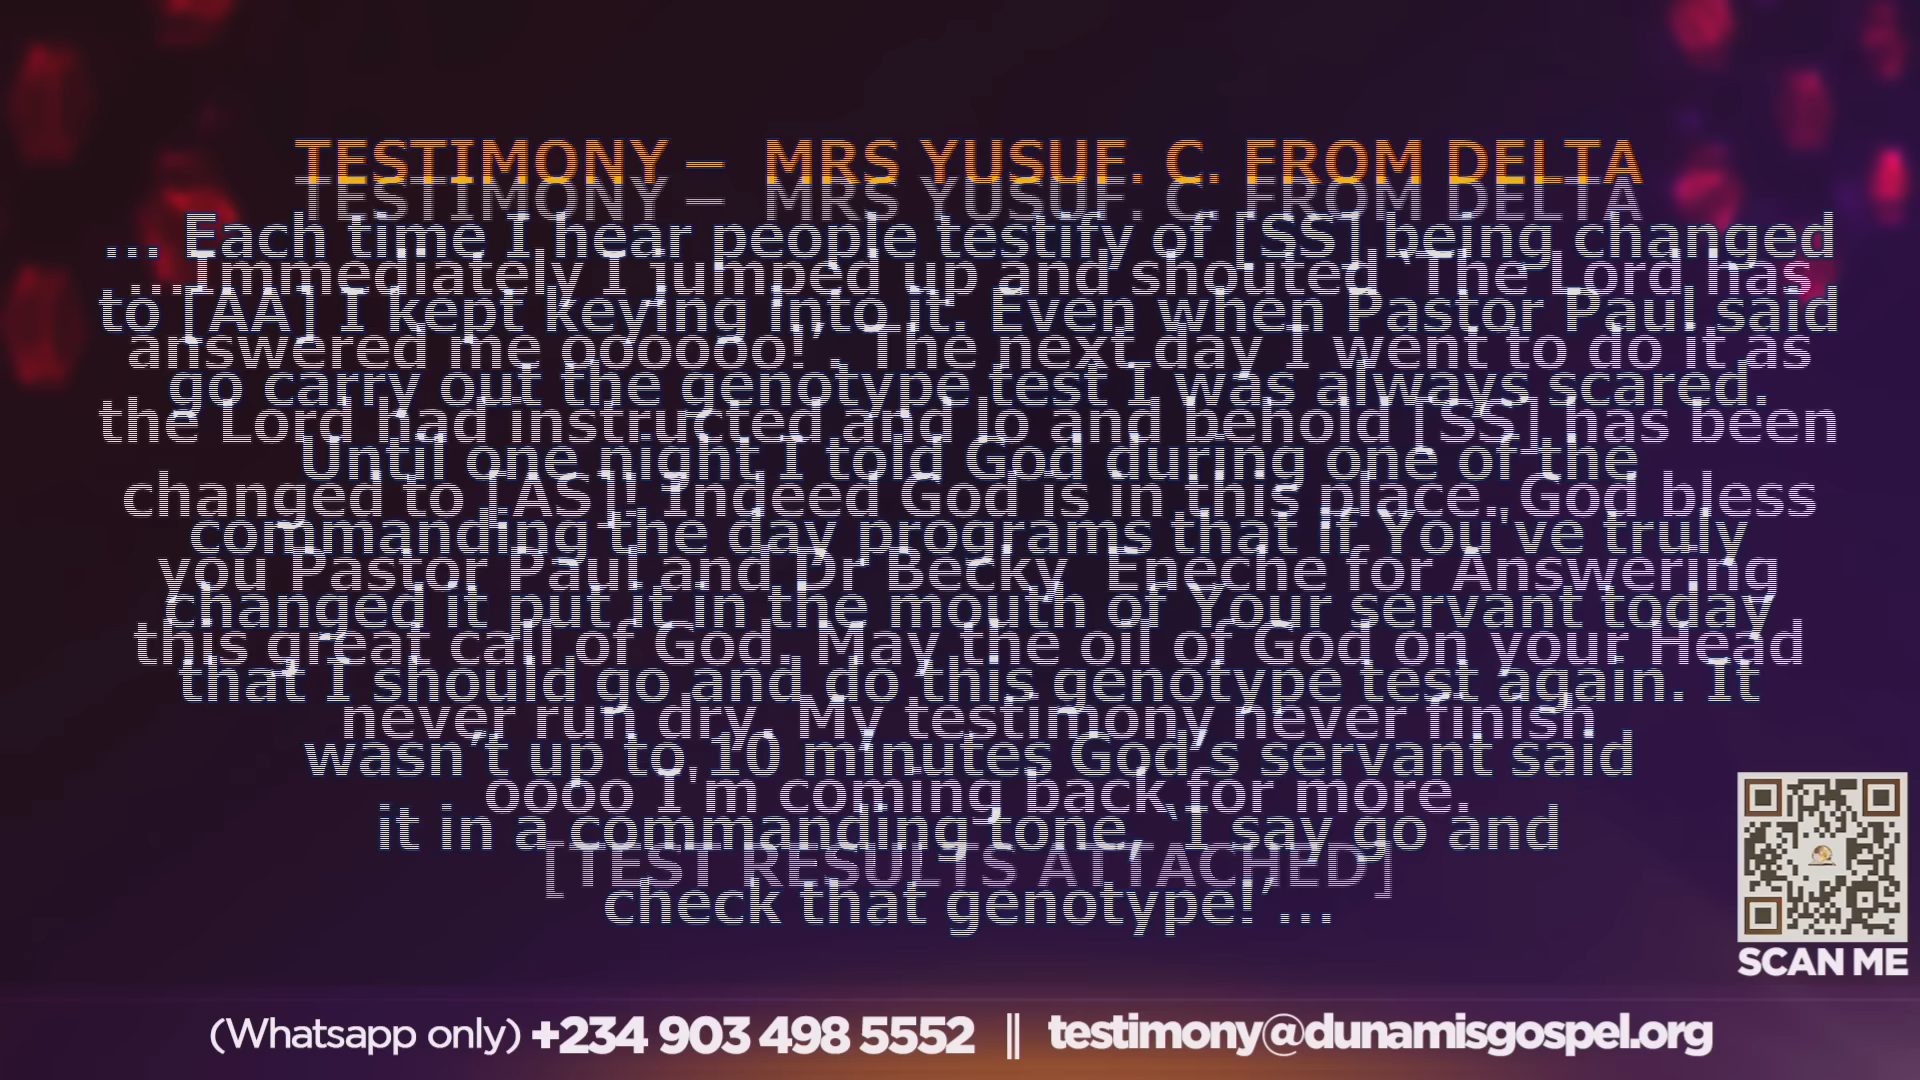 TESTIMONY – MRS YUSUF. C. FROM DELTA
... Each time I hear people testify of [SS] being changed
to [AA] I kept keying into it. Even when Pastor Paul said
go carry out the genotype test I was always scared.
Until one night I told God during one of the
commanding the day programs that if You've truly
changed it put it in the mouth of Your servant today
that I should go and do this genotype test again. It
wasn’t up to 10 minutes God’s servant said
it in a commanding tone, ‘I say go and
check that genotype!’...
TESTIMONY – MRS YUSUF. C. FROM DELTA
...Immediately I jumped up and shouted ‘The Lord has
answered me oooooo!’. The next day I went to do it as
the Lord had instructed and lo and behold [SS] has been
changed to [AS]! Indeed God is in this place. God bless
you Pastor Paul and Dr Becky Eneche for Answering
this great call of God. May the oil of God on your Head
never run dry. My testimony never finish
oooo I'm coming back for more.
[TEST RESULTS ATTACHED]
SCAN ME
(Whatsapp only) +234 903 498 5552 || testimony@dunamisgospel.org